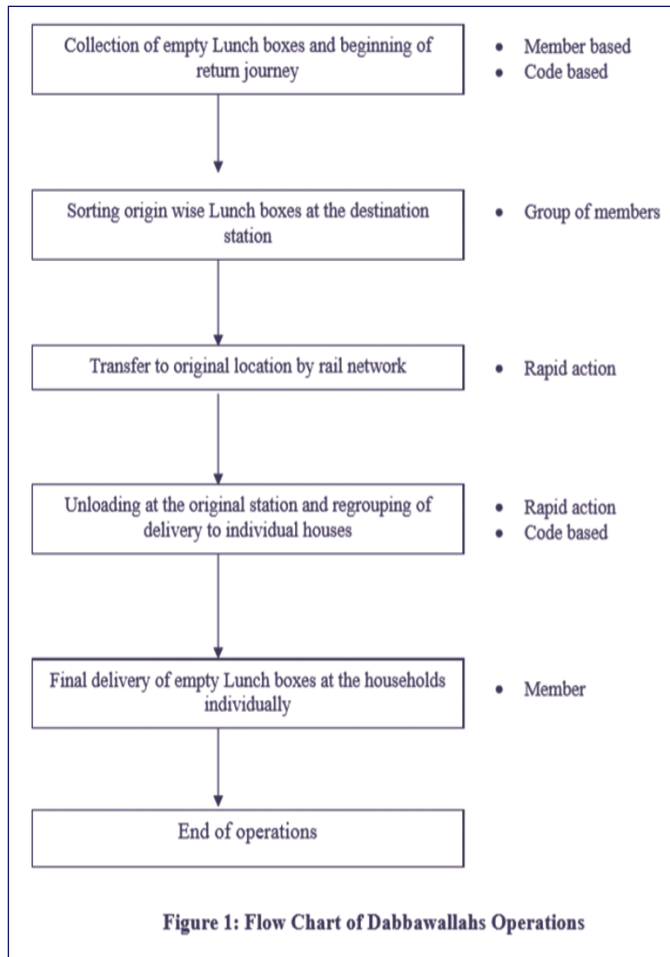 Collection of empty Lunch boxes and beginning of
return journey
• Member based
• Code based
Sorting origin wise Lunch boxes at the destination
station
• Group of members
Transfer to original location by rail network
• Rapid action
Unloading at the original station and regrouping of
delivery to individual houses
• Rapid action
• Code based
Final delivery of empty Lunch boxes at the households
individually
• Member
End of operations
Figure 1: Flow Chart of Dabbawallahs Operations